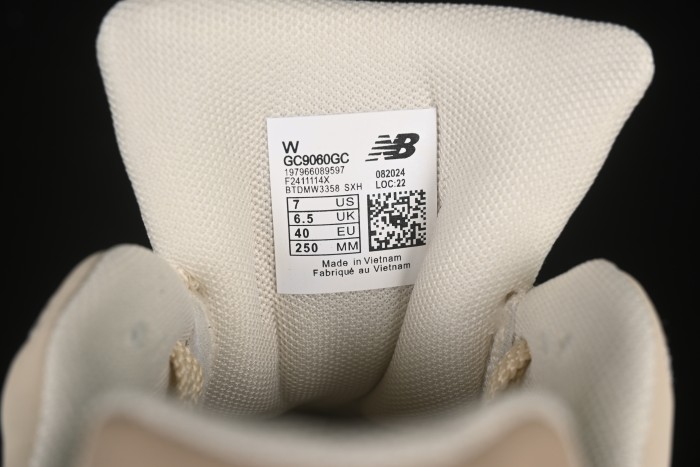 W
GC9060GC
197966089597
F2411114X
BTDMW3358 SXH
NB
082024
LOC:22
7 US
6.5 UK
40 EU
250 MM
Made in Vietnam
Fabriqué au Vietnam